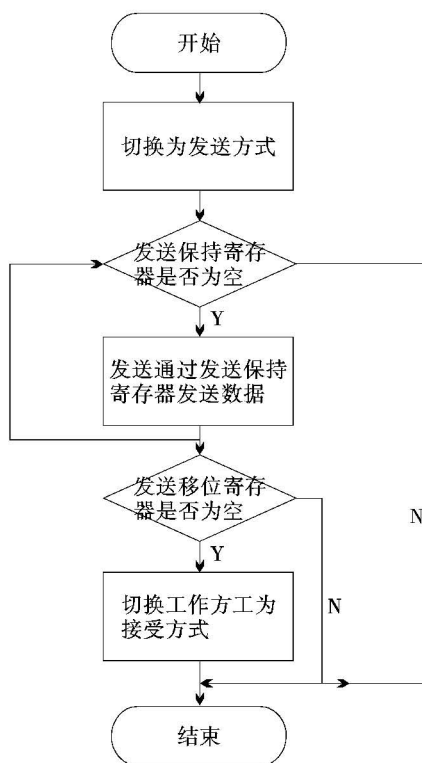 开始
切换为发送方式
发送保持寄存
器是否为空
Y
发送通过发送保持
寄存器发送数据
发送移位寄存
器是否为空
N
Y
切换工作方工为
接受方式
N
结束